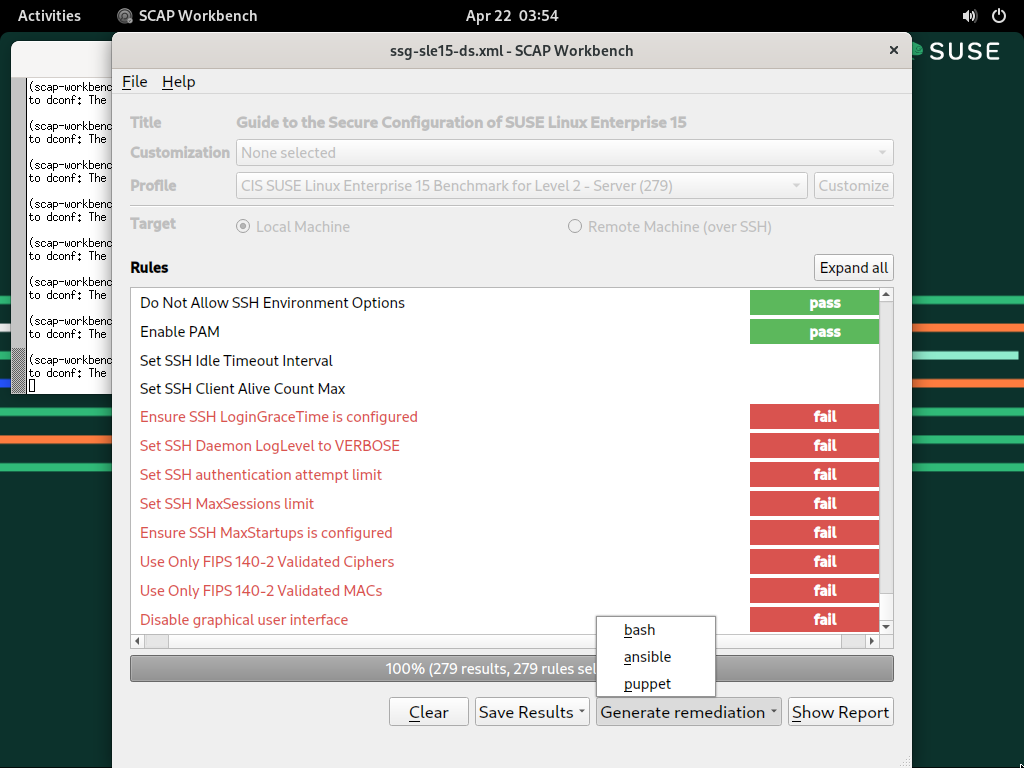 Activities SCAP Workbench Apr 22 03:54
ssg-sle15-ds.xml - SCAP Workbench
SUSE
File Help
(scap-workbenc
to dconf: The
(scap-workbenc
to dconf: The
(scap-workbenc
to dconf: The
(scap-workbenc
to dconf: The
(scap-workbenc
to dconf: The
(scap-workbenc
to dconf: The
(scap-workbenc
to dconf: The
(scap-workbenc
to dconf: The
Title Guide to the Secure Configuration of SUSE Linux Enterprise 15
Customization None selected
Profile CIS SUSE Linux Enterprise 15 Benchmark for Level 2 - Server (279) Customize
Target Local Machine Remote Machine (over SSH)
Rules Expand all
Do Not Allow SSH Environment Options pass
Enable PAM pass
Set SSH Idle Timeout Interval
Set SSH Client Alive Count Max
Ensure SSH LoginGraceTime is configured fail
Set SSH Daemon LogLevel to VERBOSE fail
Set SSH authentication attempt limit fail
Set SSH MaxSessions limit fail
Ensure SSH MaxStartups is configured fail
Use Only FIPS 140-2 Validated Ciphers fail
Use Only FIPS 140-2 Validated MACs fail
Disable graphical user interface fail
bash
ansible
puppet
100% (279 results, 279 rules sel
Clear Save Results Generate remediation Show Report